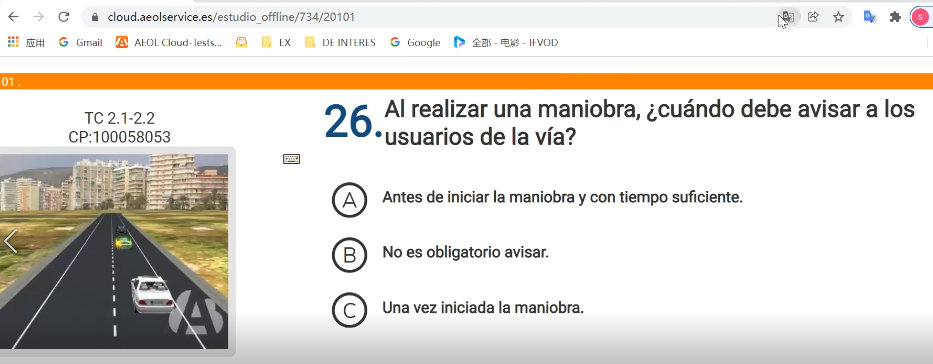 cloud.aeolservice.es/estudio_offline/734/20101
应用 Gmail AEOL Cloud-Tests... EX DE INTERES Google 全部 - 电影 - IFVOD
01 .
TC 2.1-2.2
CP:100058053
26. Al realizar una maniobra, ¿cuándo debe avisar a los
usuarios de la vía?
A Antes de iniciar la maniobra y con tiempo suficiente.
B No es obligatorio avisar.
C Una vez iniciada la maniobra.